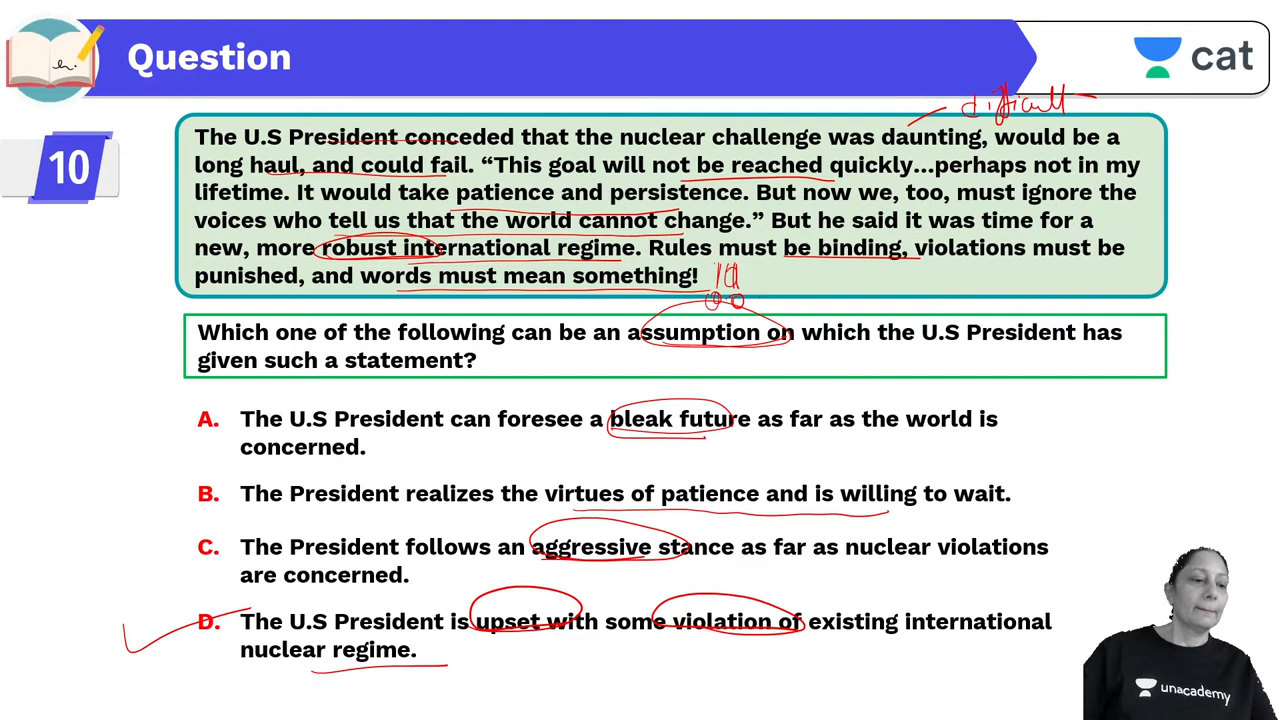 Question
cat
difficult
10
The U.S President conceded that the nuclear challenge was daunting, would be a
long haul, and could fail. “This goal will not be reached quickly...perhaps not in my
lifetime. It would take patience and persistence. But now we, too, must ignore the
voices who tell us that the world cannot change.” But he said it was time for a
new, more robust international regime. Rules must be binding, violations must be
punished, and words must mean something!
Which one of the following can be an assumption on which the U.S President has
given such a statement?
A. The U.S President can foresee a bleak future as far as the world is
concerned.
B. The President realizes the virtues of patience and is willing to wait.
C. The President follows an aggressive stance as far as nuclear violations
are concerned.
D. The U.S President is upset with some violation of existing international
nuclear regime.
unacademy